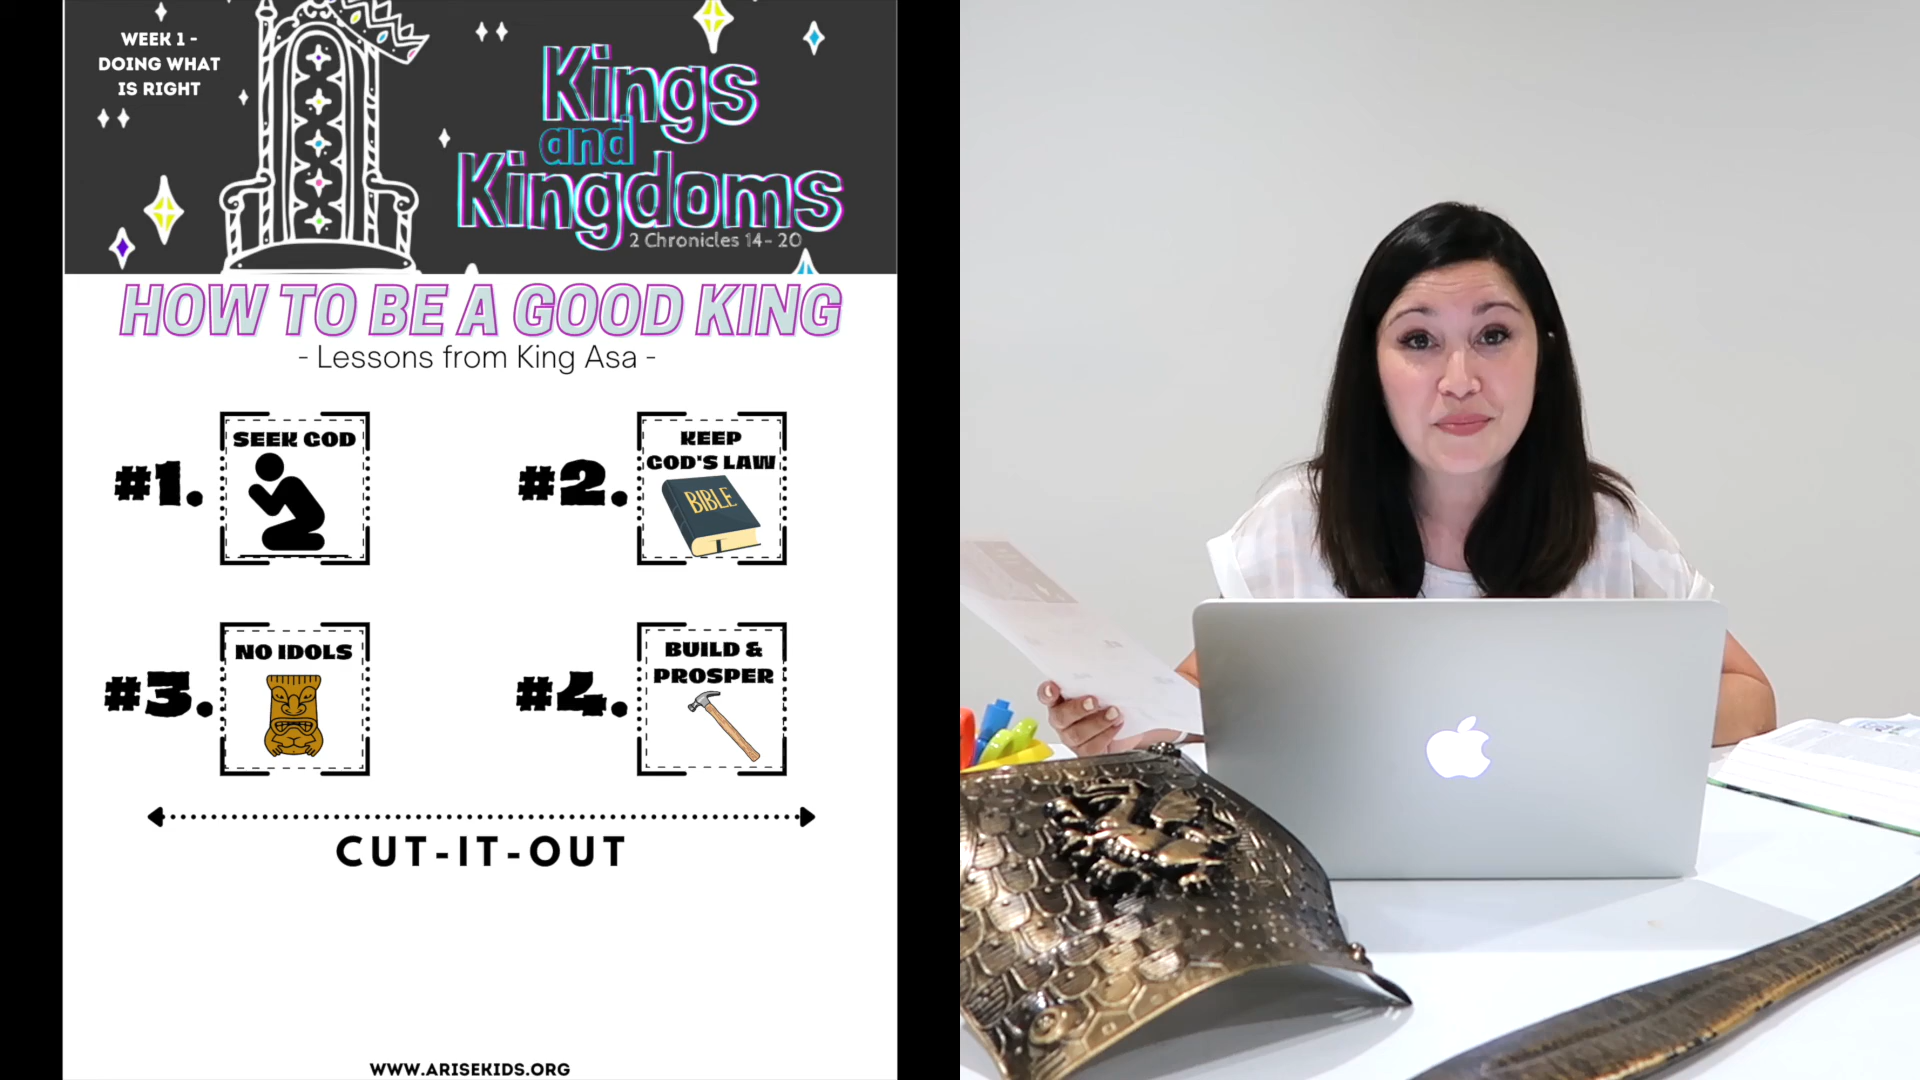 WEEK 1 -
DOING WHAT
IS RIGHT
Kings
and
Kingdoms
2 Chronicles 14- 20
HOW TO BE A GOOD KING
- Lessons from King Asa -
#1.
SEEK GOD
#2.
KEEP
GOD'S LAW
BIBLE
#3.
NO IDOLS
#4.
BUILD &
PROSPER
CUT-IT-OUT
WWW.ARISEKIDS.ORG